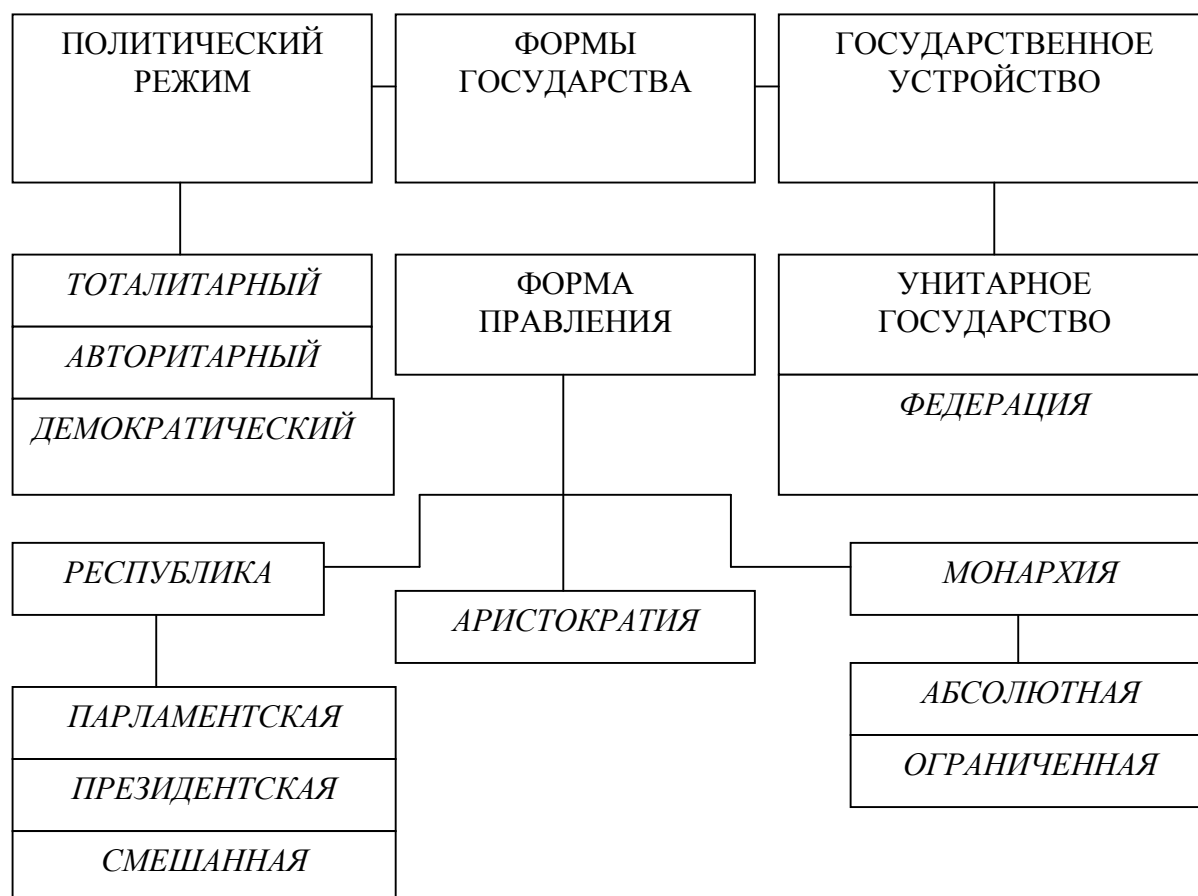 ПОЛИТИЧЕСКИЙ
РЕЖИМ
ФОРМЫ
ГОСУДАРСТВА
ГОСУДАРСТВЕННОЕ
УСТРОЙСТВО
ТОТАЛИТАРНЫЙ
АВТОРИТАРНЫЙ
ДЕМОКРАТИЧЕСКИЙ
ФОРМА
ПРАВЛЕНИЯ
УНИТАРНОЕ
ГОСУДАРСТВО
ФЕДЕРАЦИЯ
РЕСПУБЛИКА
АРИСТОКРАТИЯ
МОНАРХИЯ
ПАРЛАМЕНТСКАЯ
ПРЕЗИДЕНТСКАЯ
СМЕШАННАЯ
АБСОЛЮТНАЯ
ОГРАНИЧЕННАЯ